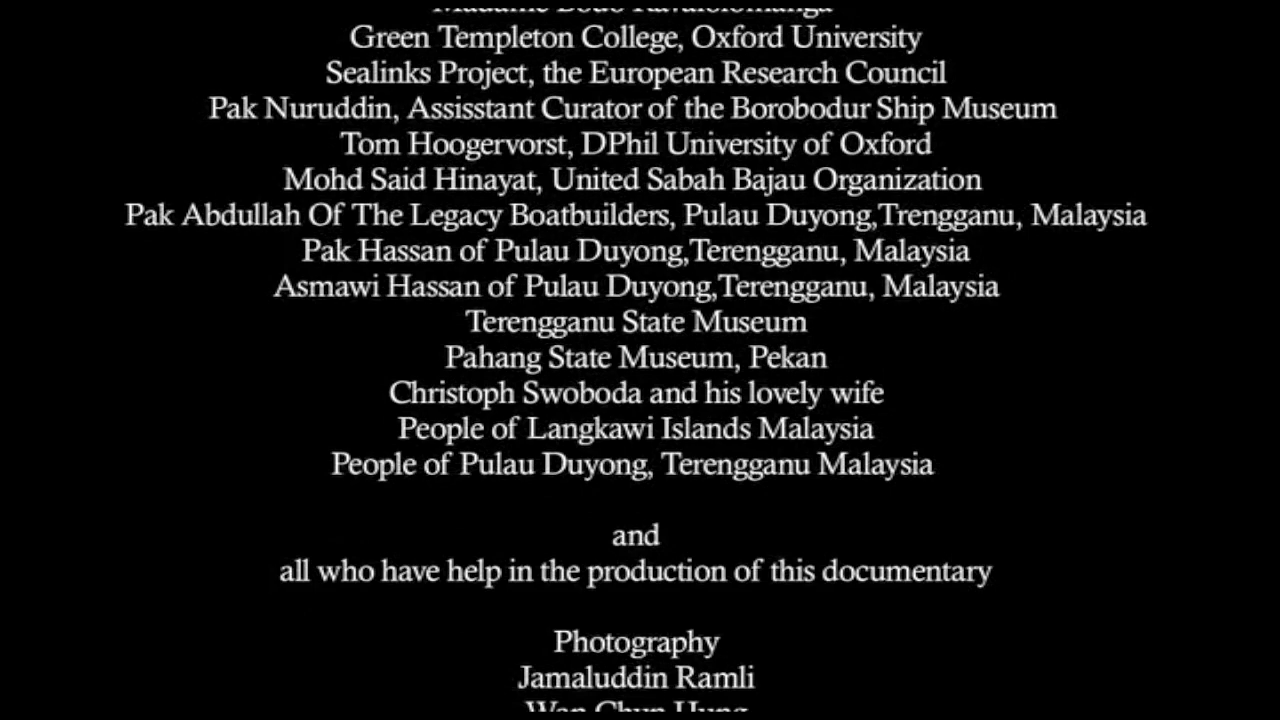 Green Templeton College, Oxford University
Sealinks Project, the European Research Council
Pak Nuruddin, Assisstant Curator of the Borobodur Ship Museum
Tom Hoogervorst, DPhil University of Oxford
Mohd Said Hinayat, United Sabah Bajau Organization
Pak Abdullah Of The Legacy Boatbuilders, Pulau Duyong,Trengganu, Malaysia
Pak Hassan of Pulau Duyong,Terengganu, Malaysia
Asmawi Hassan of Pulau Duyong,Terengganu, Malaysia
Terengganu State Museum
Pahang State Museum, Pekan
Christoph Swoboda and his lovely wife
People of Langkawi Islands Malaysia
People of Pulau Duyong, Terengganu Malaysia
and
all who have help in the production of this documentary
Photography
Jamaluddin Ramli